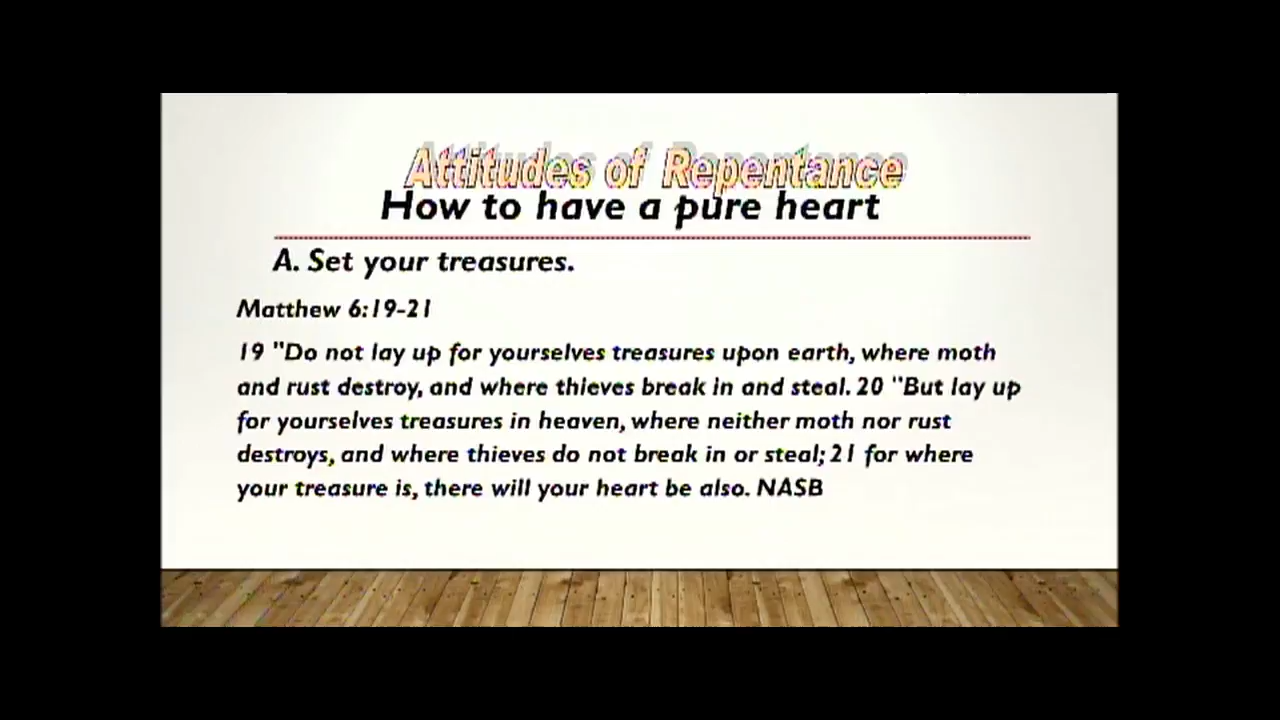 Attitudes of Repentance
How to have a pure heart
A. Set your treasures.
Matthew 6:19-21
19 "Do not lay up for yourselves treasures upon earth, where moth
and rust destroy, and where thieves break in and steal. 20 "But lay up
for yourselves treasures in heaven, where neither moth nor rust
destroys, and where thieves do not break in or steal; 21 for where
your treasure is, there will your heart be also. NASB